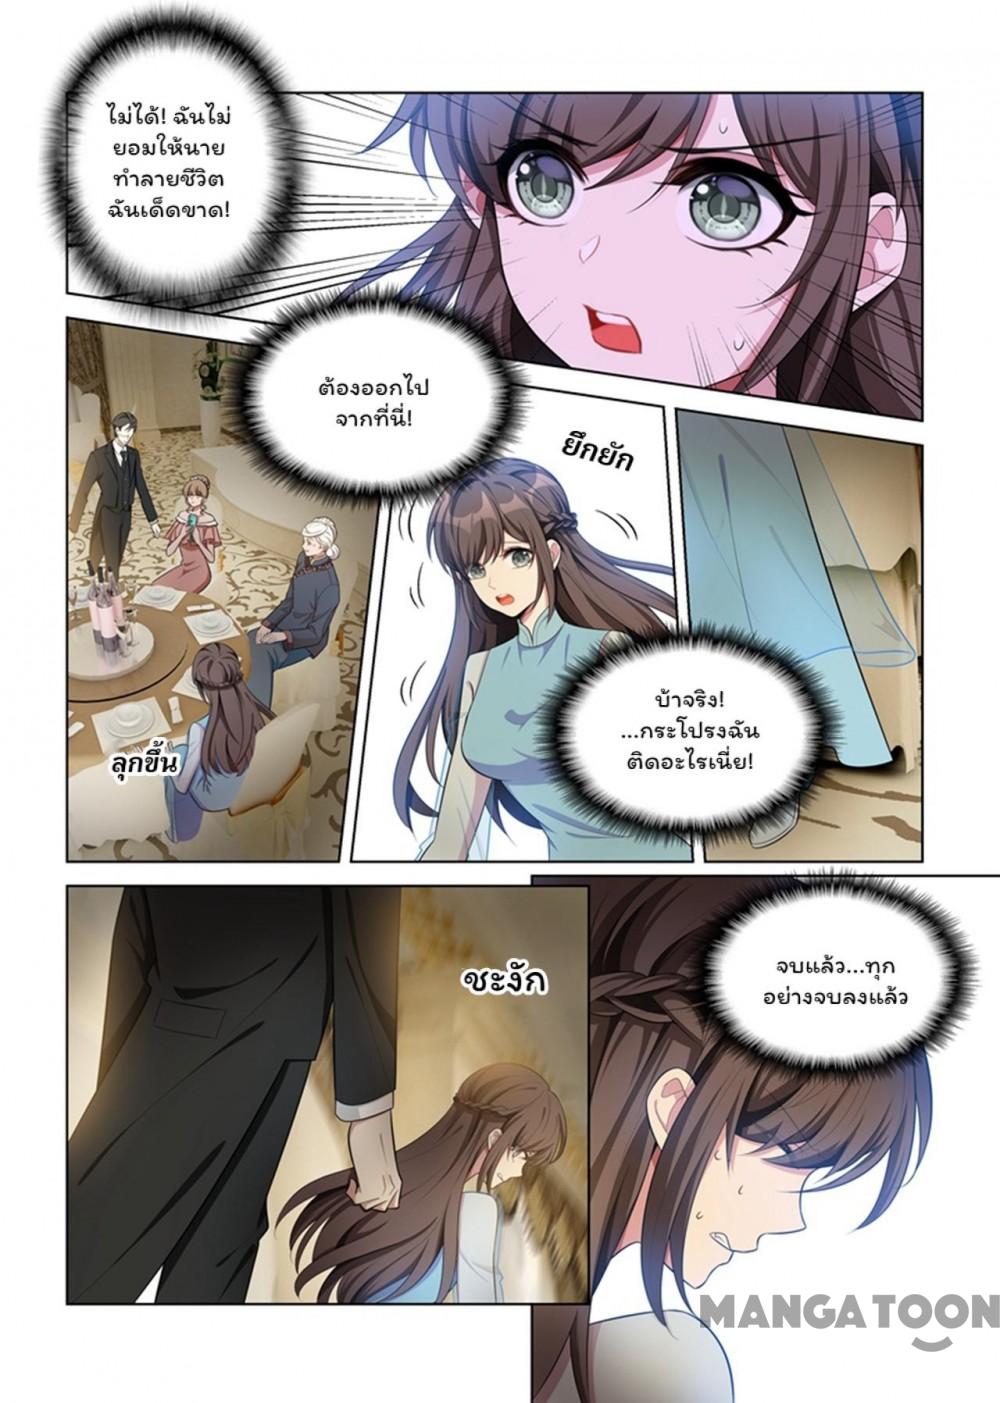 ไม่ได้! ฉันไม่
ยอมให้นาย
ทำลายชีวิต
ฉันเด็ดขาด!
ต้องออกไป
จากที่นี่!
ยึกยัก
ลุกขึ้น
บ้าจริง!
...กระโปรงฉัน
ติดอะไรเนี่ย!
ชะงัก
จบแล้ว...ทุก
อย่างจบลงแล้ว
MANGATOON